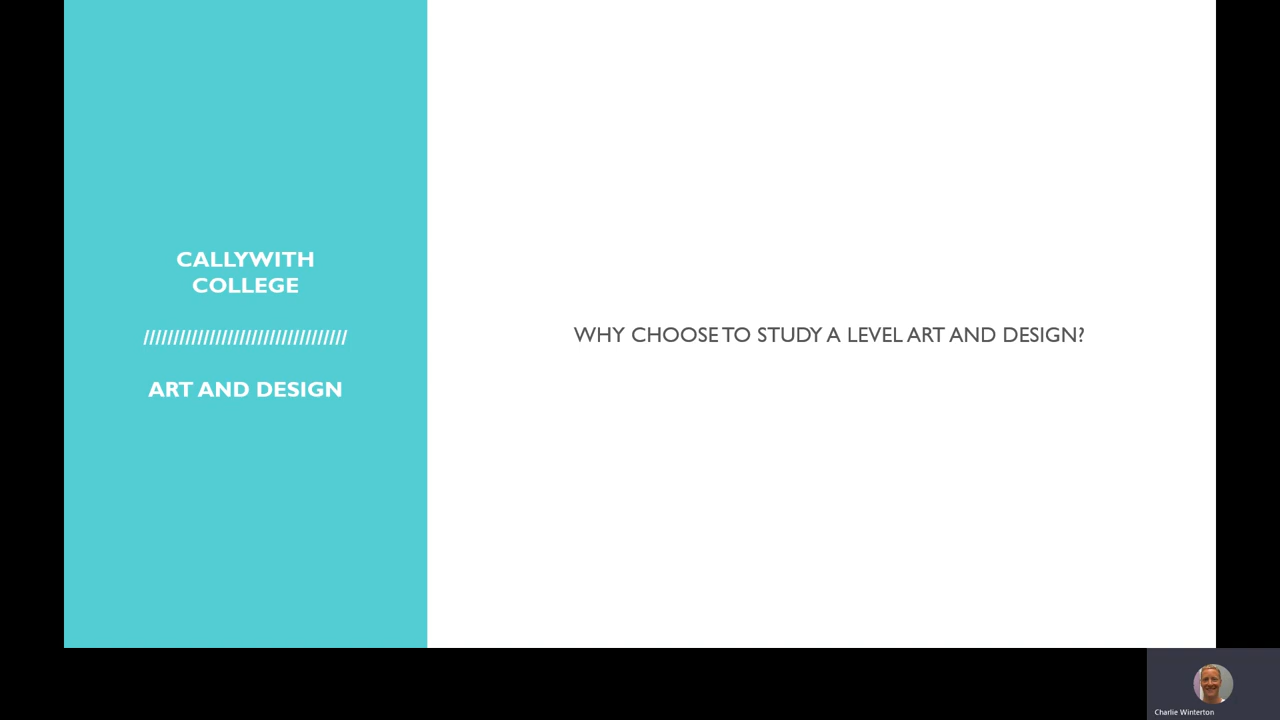 CALLYWITH
COLLEGE
//////////////////////////////////
ART AND DESIGN
WHY CHOOSE TO STUDY A LEVEL ART AND DESIGN?
Charlie Winterton